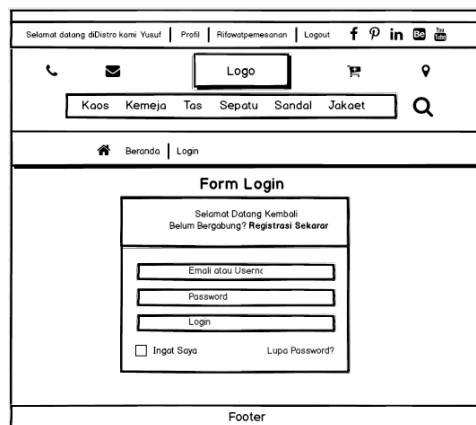 Selamat datang diDistro kami Yusuf | Profil | Rifawatpemesanan | Logout
Logo
Kaos Kemeja Tas Sepatu Sandal Jakaet
Beranda | Login
Form Login
Selamat Datang Kembali
Belum Bergabung? Registrasi Sekarar
Emali atau Usernc
Password
Login
Ingat Saya Lupa Password?
Footer